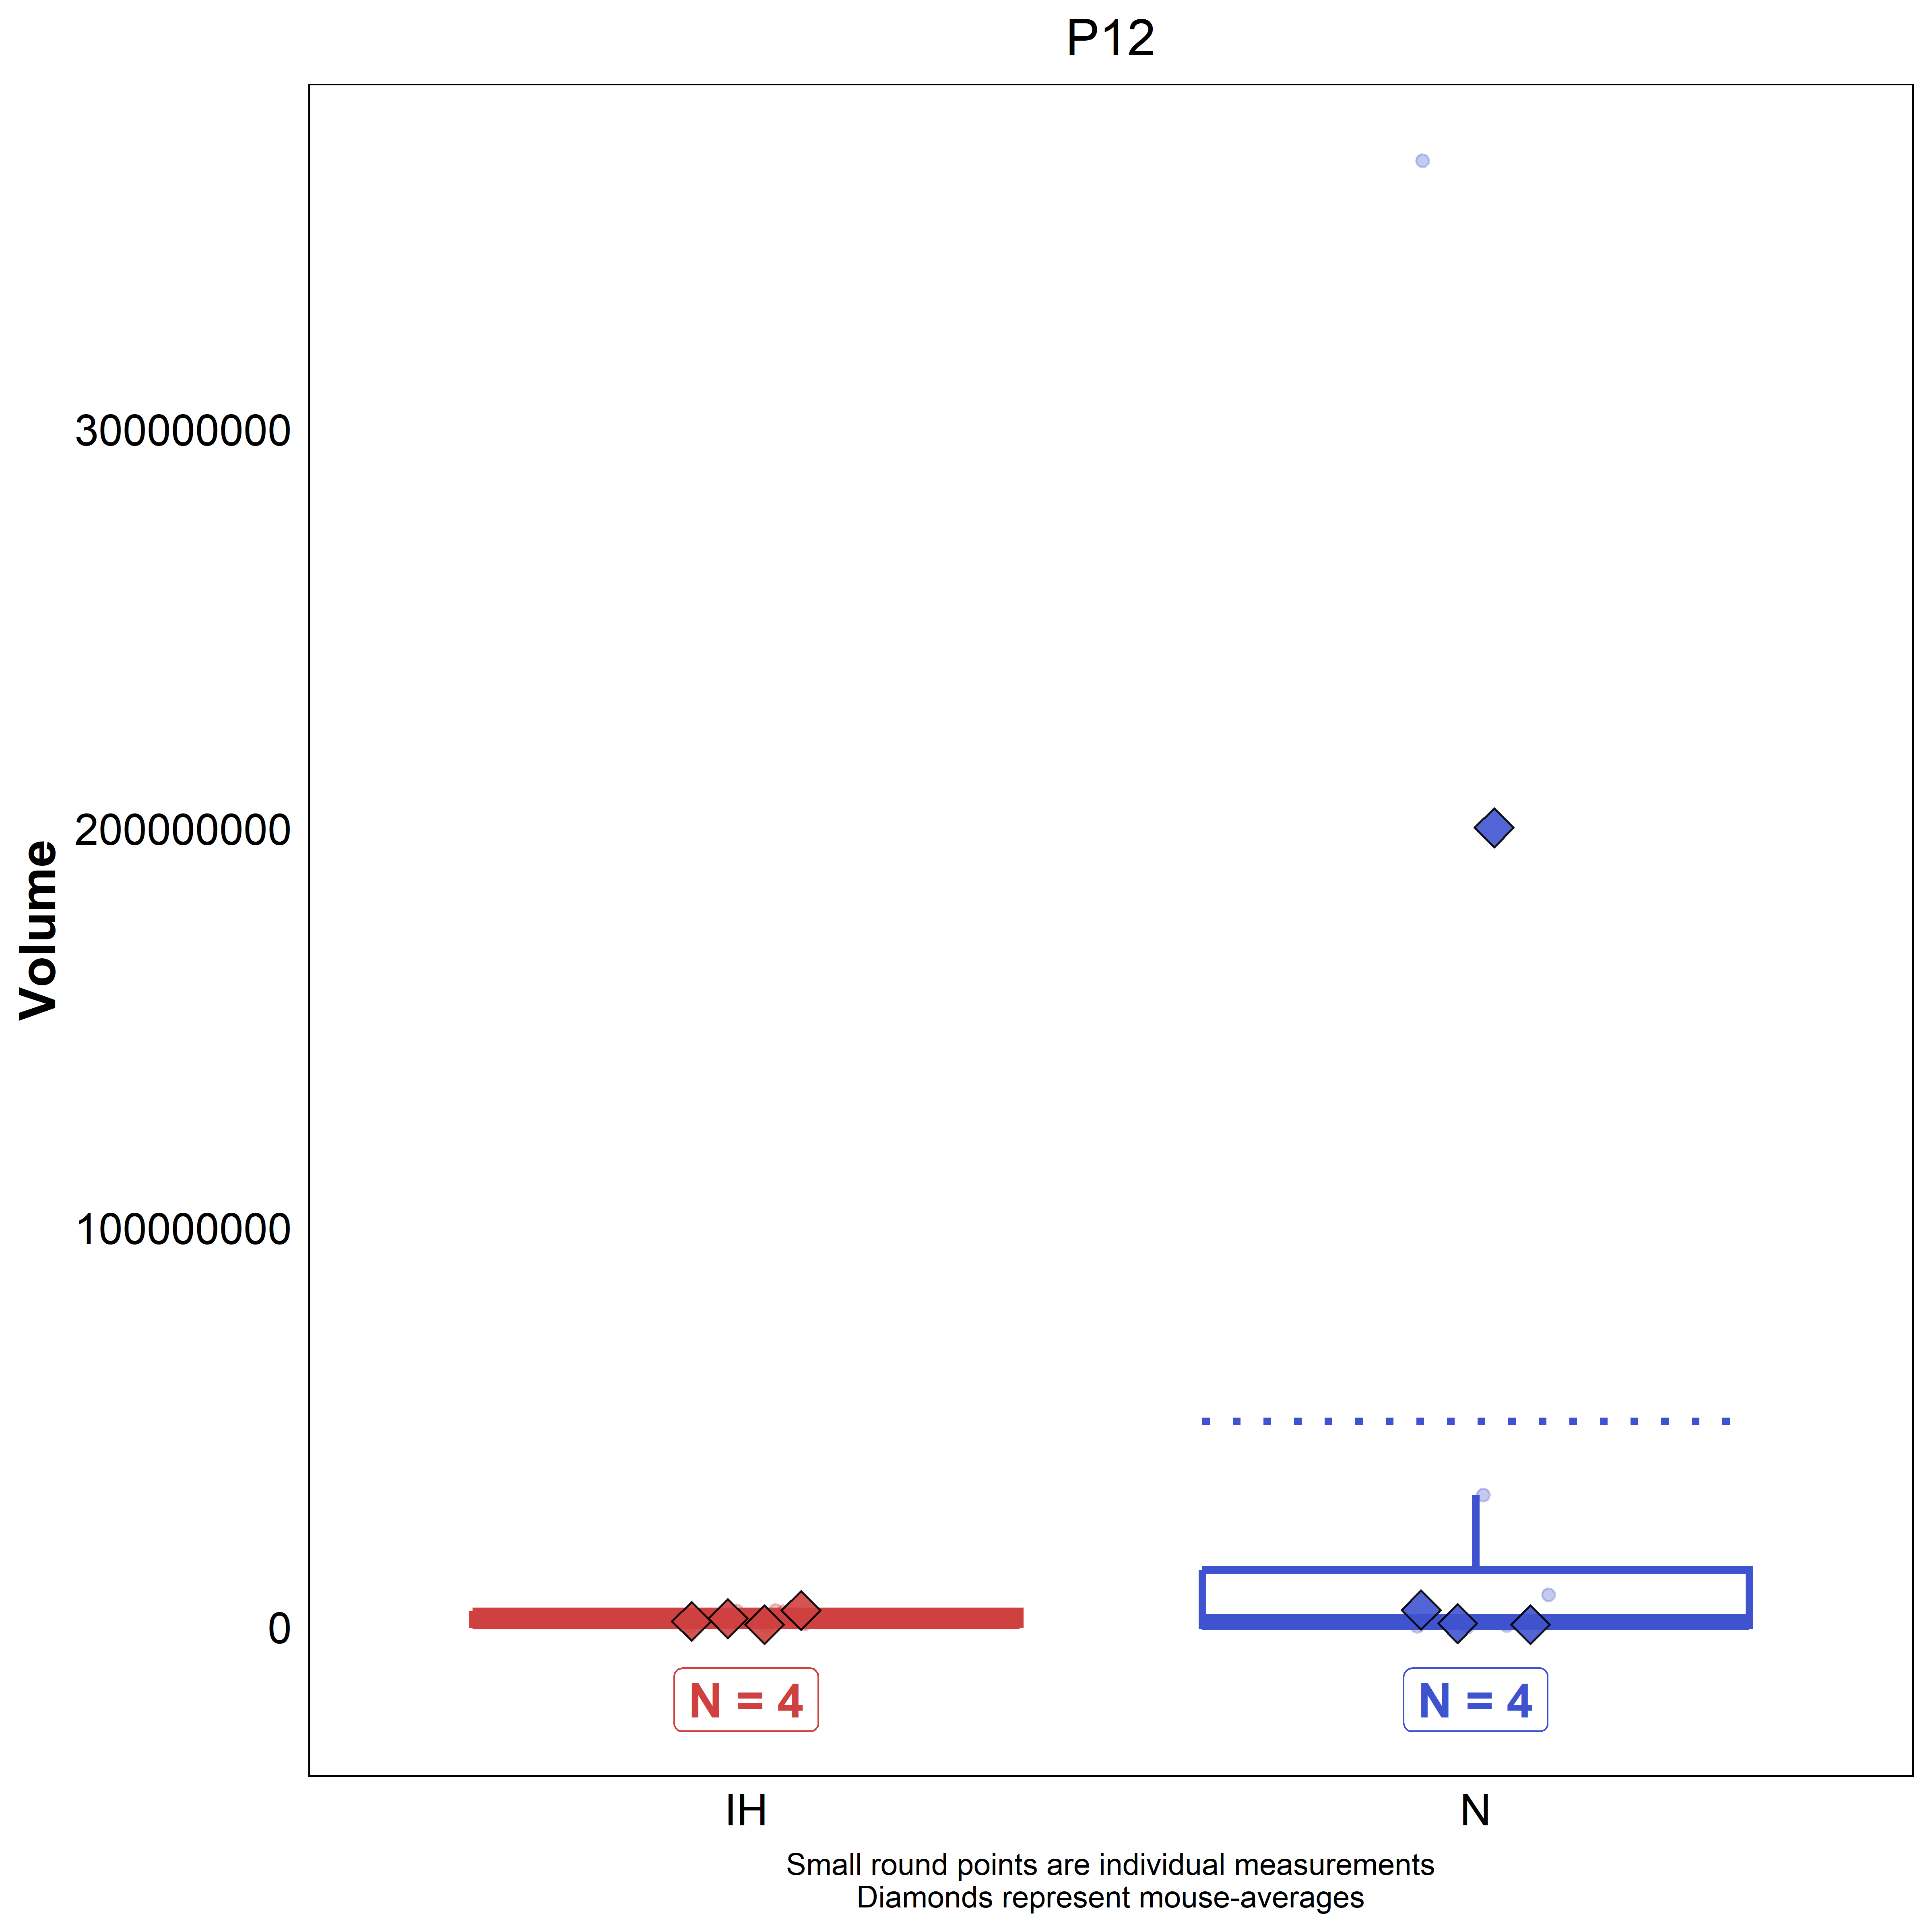 P12
Volume
300000000
200000000
100000000
0
N = 4
N = 4
IH
N
Small round points are individual measurements
Diamonds represent mouse-averages